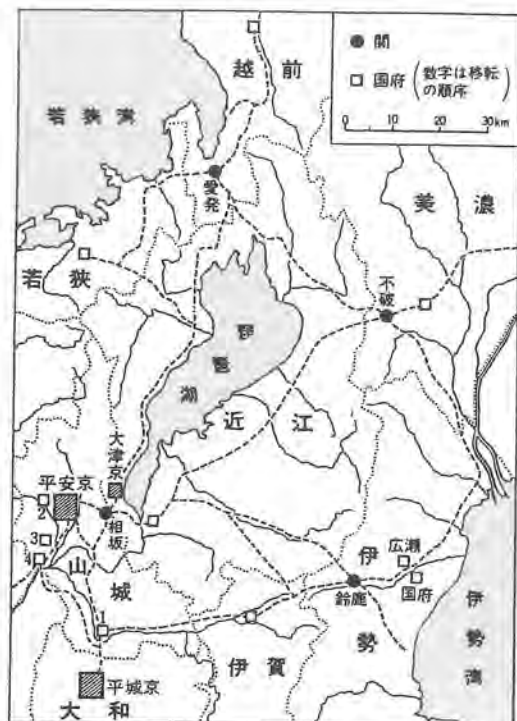 関
国府（数字は移転の順序）
0 10 20 30km
越前
若狭湾
愛発
美濃
若狭
不破
琵琶湖
近江
大津京
平安京
2
相坂
3
4
山城
広瀬
国府
伊勢
鈴鹿
伊勢湾
1
伊賀
平城京
大和